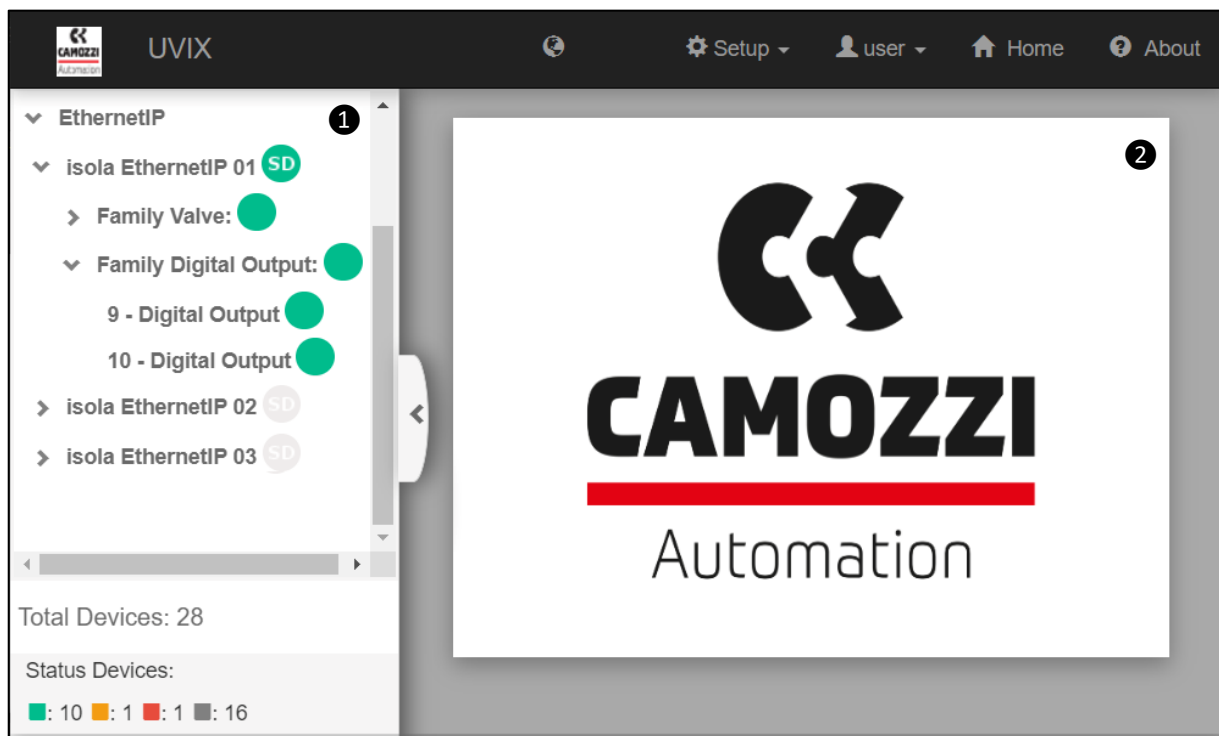 CAMOZZI
Automation
UVIX
Setup
user
Home
About
EthernetIP
1
isola EthernetIP 01 SD
Family Valve:
Family Digital Output:
9 - Digital Output
10 - Digital Output
isola EthernetIP 02 SD
isola EthernetIP 03 SD
Total Devices: 28
Status Devices:
: 10 : 1 : 1 : 16
2
CAMOZZI
Automation